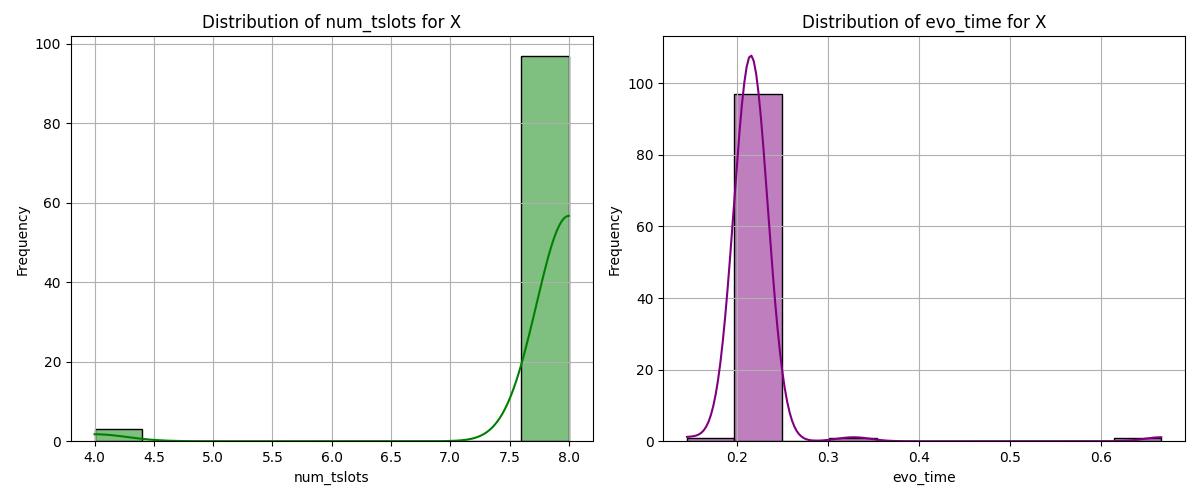 Distribution of num_tslots for X
Frequency
100
80
60
40
20
0
4.0 4.5 5.0 5.5 6.0 6.5 7.0 7.5 8.0
num_tslots
Distribution of evo_time for X
Frequency
100
80
60
40
20
0
0.2 0.3 0.4 0.5 0.6
evo_time